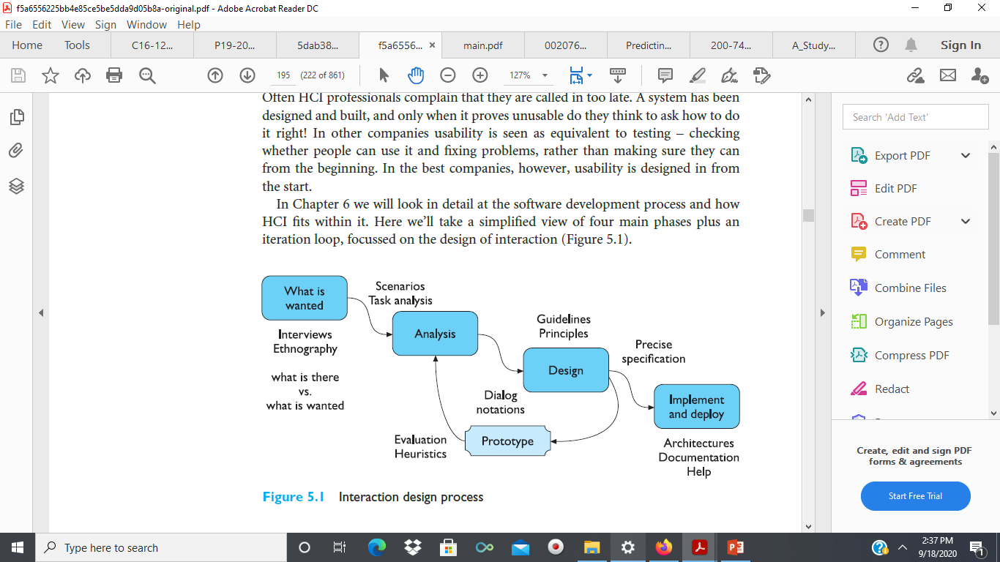 f5a6556225bb4e85ce5be5dda9d05b8a-original.pdf - Adobe Acrobat Reader DC
File Edit View Sign Window Help
Home Tools C16-12... P19-20... 5dab38... f5a6556... × main.pdf 002076... Predictin... 200-74... A_Study... Sign In
195 (222 of 861) 127%
Often HCI professionals complain that they are called in too late. A system has been
designed and built, and only when it proves unusable do they think to ask how to do
it right! In other companies usability is seen as equivalent to testing – checking
whether people can use it and fixing problems, rather than making sure they can
from the beginning. In the best companies, however, usability is designed in from
the start.
In Chapter 6 we will look in detail at the software development process and how
HCI fits within it. Here we’ll take a simplified view of four main phases plus an
iteration loop, focussed on the design of interaction (Figure 5.1).
What is
wanted
Scenarios
Task analysis
Interviews
Ethnography
what is there
vs.
what is wanted
Analysis
Guidelines
Principles
Design
Precise
specification
Dialog
notations
Implement
and deploy
Prototype
Evaluation
Heuristics
Architectures
Documentation
Help
Figure 5.1 Interaction design process
Search 'Add Text'
Export PDF
Edit PDF
Create PDF
Comment
Combine Files
Organize Pages
Compress PDF
Redact
Create, edit and sign PDF
forms & agreements
Start Free Trial
Type here to search
2:37 PM
9/18/2020
1